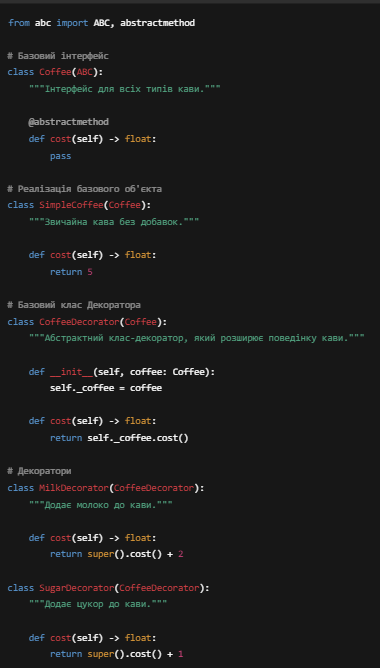 from abc import ABC, abstractmethod
# Базовий інтерфейс
class Coffee(ABC):
    """Інтерфейс для всіх типів кави."""
    @abstractmethod
    def cost(self) -> float:
        pass
# Реалізація базового об'єкта
class SimpleCoffee(Coffee):
    """Звичайна кава без добавок."""
    def cost(self) -> float:
        return 5
# Базовий клас Декоратора
class CoffeeDecorator(Coffee):
    """Абстрактний клас-декоратор, який розширює поведінку кави."""
    def __init__(self, coffee: Coffee):
        self._coffee = coffee
    def cost(self) -> float:
        return self._coffee.cost()
# Декоратори
class MilkDecorator(CoffeeDecorator):
    """Додає молоко до кави."""
    def cost(self) -> float:
        return super().cost() + 2
class SugarDecorator(CoffeeDecorator):
    """Додає цукор до кави."""
    def cost(self) -> float:
        return super().cost() + 1